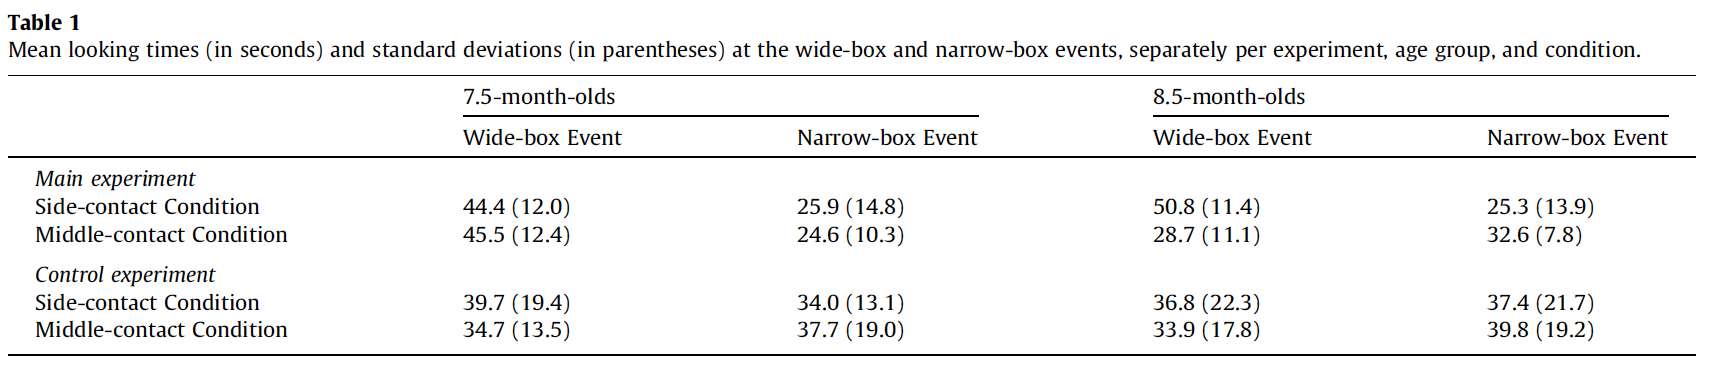 Table 1
Mean looking times (in seconds) and standard deviations (in parentheses) at the wide-box and narrow-box events, separately per experiment, age group, and condition.
7.5-month-olds 8.5-month-olds
Wide-box Event Narrow-box Event Wide-box Event Narrow-box Event
Main experiment
Side-contact Condition 44.4 (12.0) 25.9 (14.8) 50.8 (11.4) 25.3 (13.9)
Middle-contact Condition 45.5 (12.4) 24.6 (10.3) 28.7 (11.1) 32.6 (7.8)
Control experiment
Side-contact Condition 39.7 (19.4) 34.0 (13.1) 36.8 (22.3) 37.4 (21.7)
Middle-contact Condition 34.7 (13.5) 37.7 (19.0) 33.9 (17.8) 39.8 (19.2)